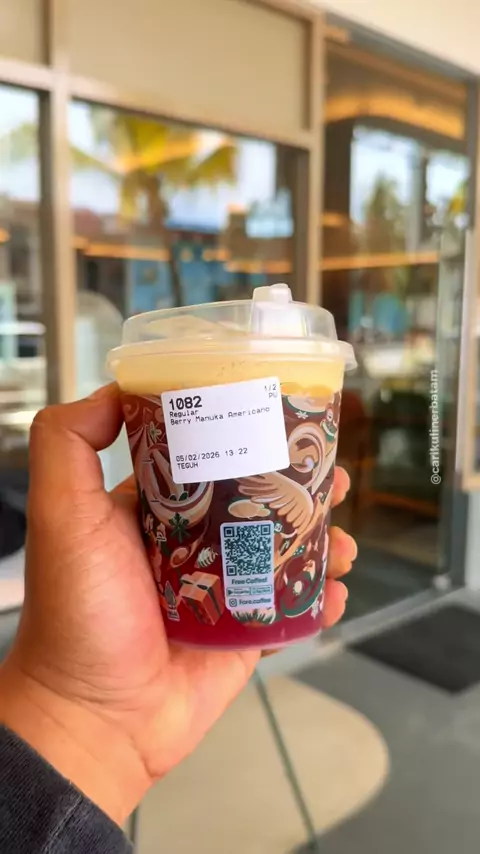 1082
1/2
Regular
PU
Berry Manuka Americano
05/02/2026 13 22
TEGUH
Free Coffee!
fore.coffee
@carikulinerbatam